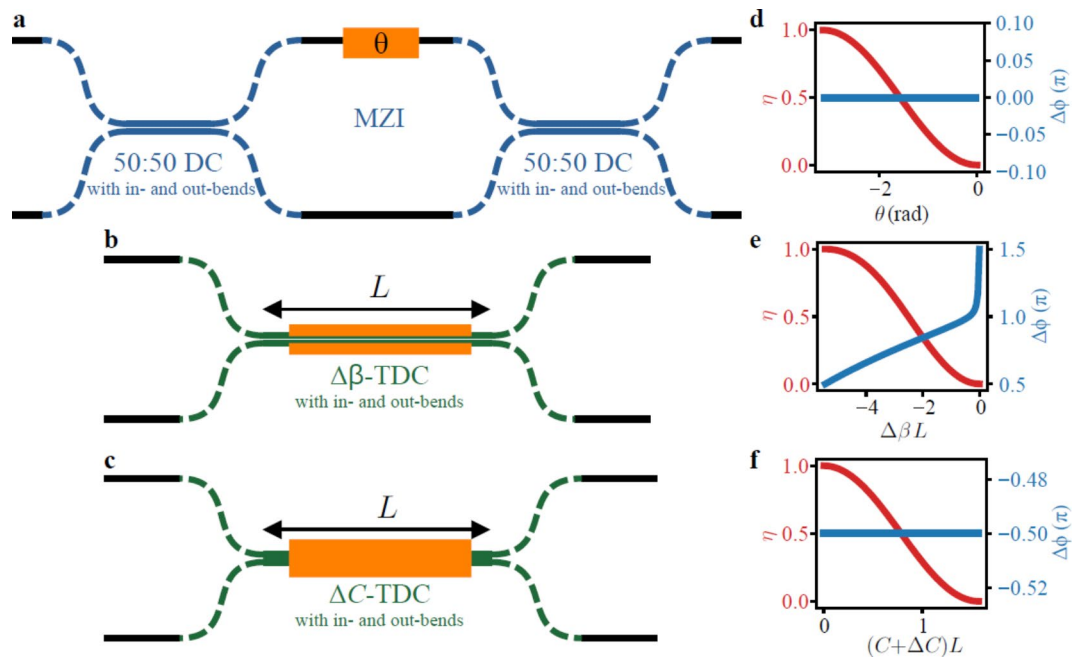 a
θ
MZI
50:50 DC
with in- and out-bends
50:50 DC
with in- and out-bends
b
L
Δβ-TDC
with in- and out-bends
c
L
ΔC-TDC
with in- and out-bends
d
1.0
0.5
0.0
η
0.10
0.05
0.00
−0.05
−0.10
Δϕ (π)
−2
0
θ (rad)
e
1.0
0.5
0.0
η
1.5
1.0
0.5
Δϕ (π)
−4
−2
0
Δβ L
f
1.0
0.5
0.0
η
−0.48
−0.50
−0.52
Δϕ (π)
0
1
(C+ΔC)L